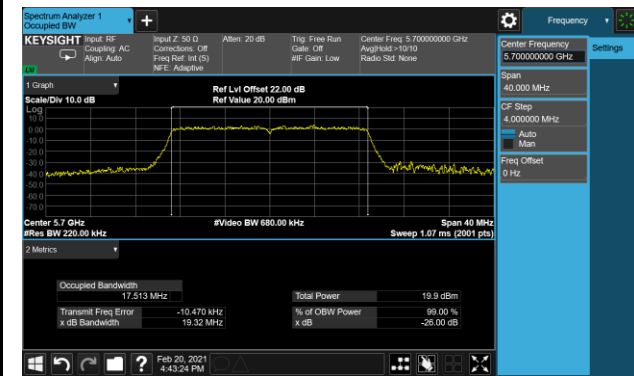 Spectrum Analyzer 1
Occupied BW
Frequency
KEYSIGHT
Input: RF
Coupling: AC
Align: Auto
Input Z: 50 Ω
Corrections: Off
Freq Ref: Int (S)
NFE: Adaptive
Atten: 20 dB
Trig: Free Run
Gate: Off
#IF Gain: Low
Center Freq: 5.700000000 GHz
Avg|Hold:>10/10
Radio Std: None
LXI
Center Frequency
5.700000000 GHz
Settings
Span
40.000 MHz
CF Step
4.000000 MHz
Auto
Man
Freq Offset
0 Hz
1 Graph
Scale/Div 10.0 dB
Ref Lvl Offset 22.00 dB
Ref Value 20.00 dBm
Log
10.0
0.00
-10.0
-20.0
-30.0
-40.0
-50.0
-60.0
-70.0
Center 5.7 GHz
#Video BW 680.00 kHz
Span 40 MHz
#Res BW 220.00 kHz
Sweep 1.07 ms (2001 pts)
2 Metrics
Occupied Bandwidth
17.513 MHz
Total Power 19.9 dBm
Transmit Freq Error -10.470 kHz
% of OBW Power 99.00 %
x dB Bandwidth 19.32 MHz
x dB -26.00 dB
?
Feb 20, 2021
4:43:24 PM